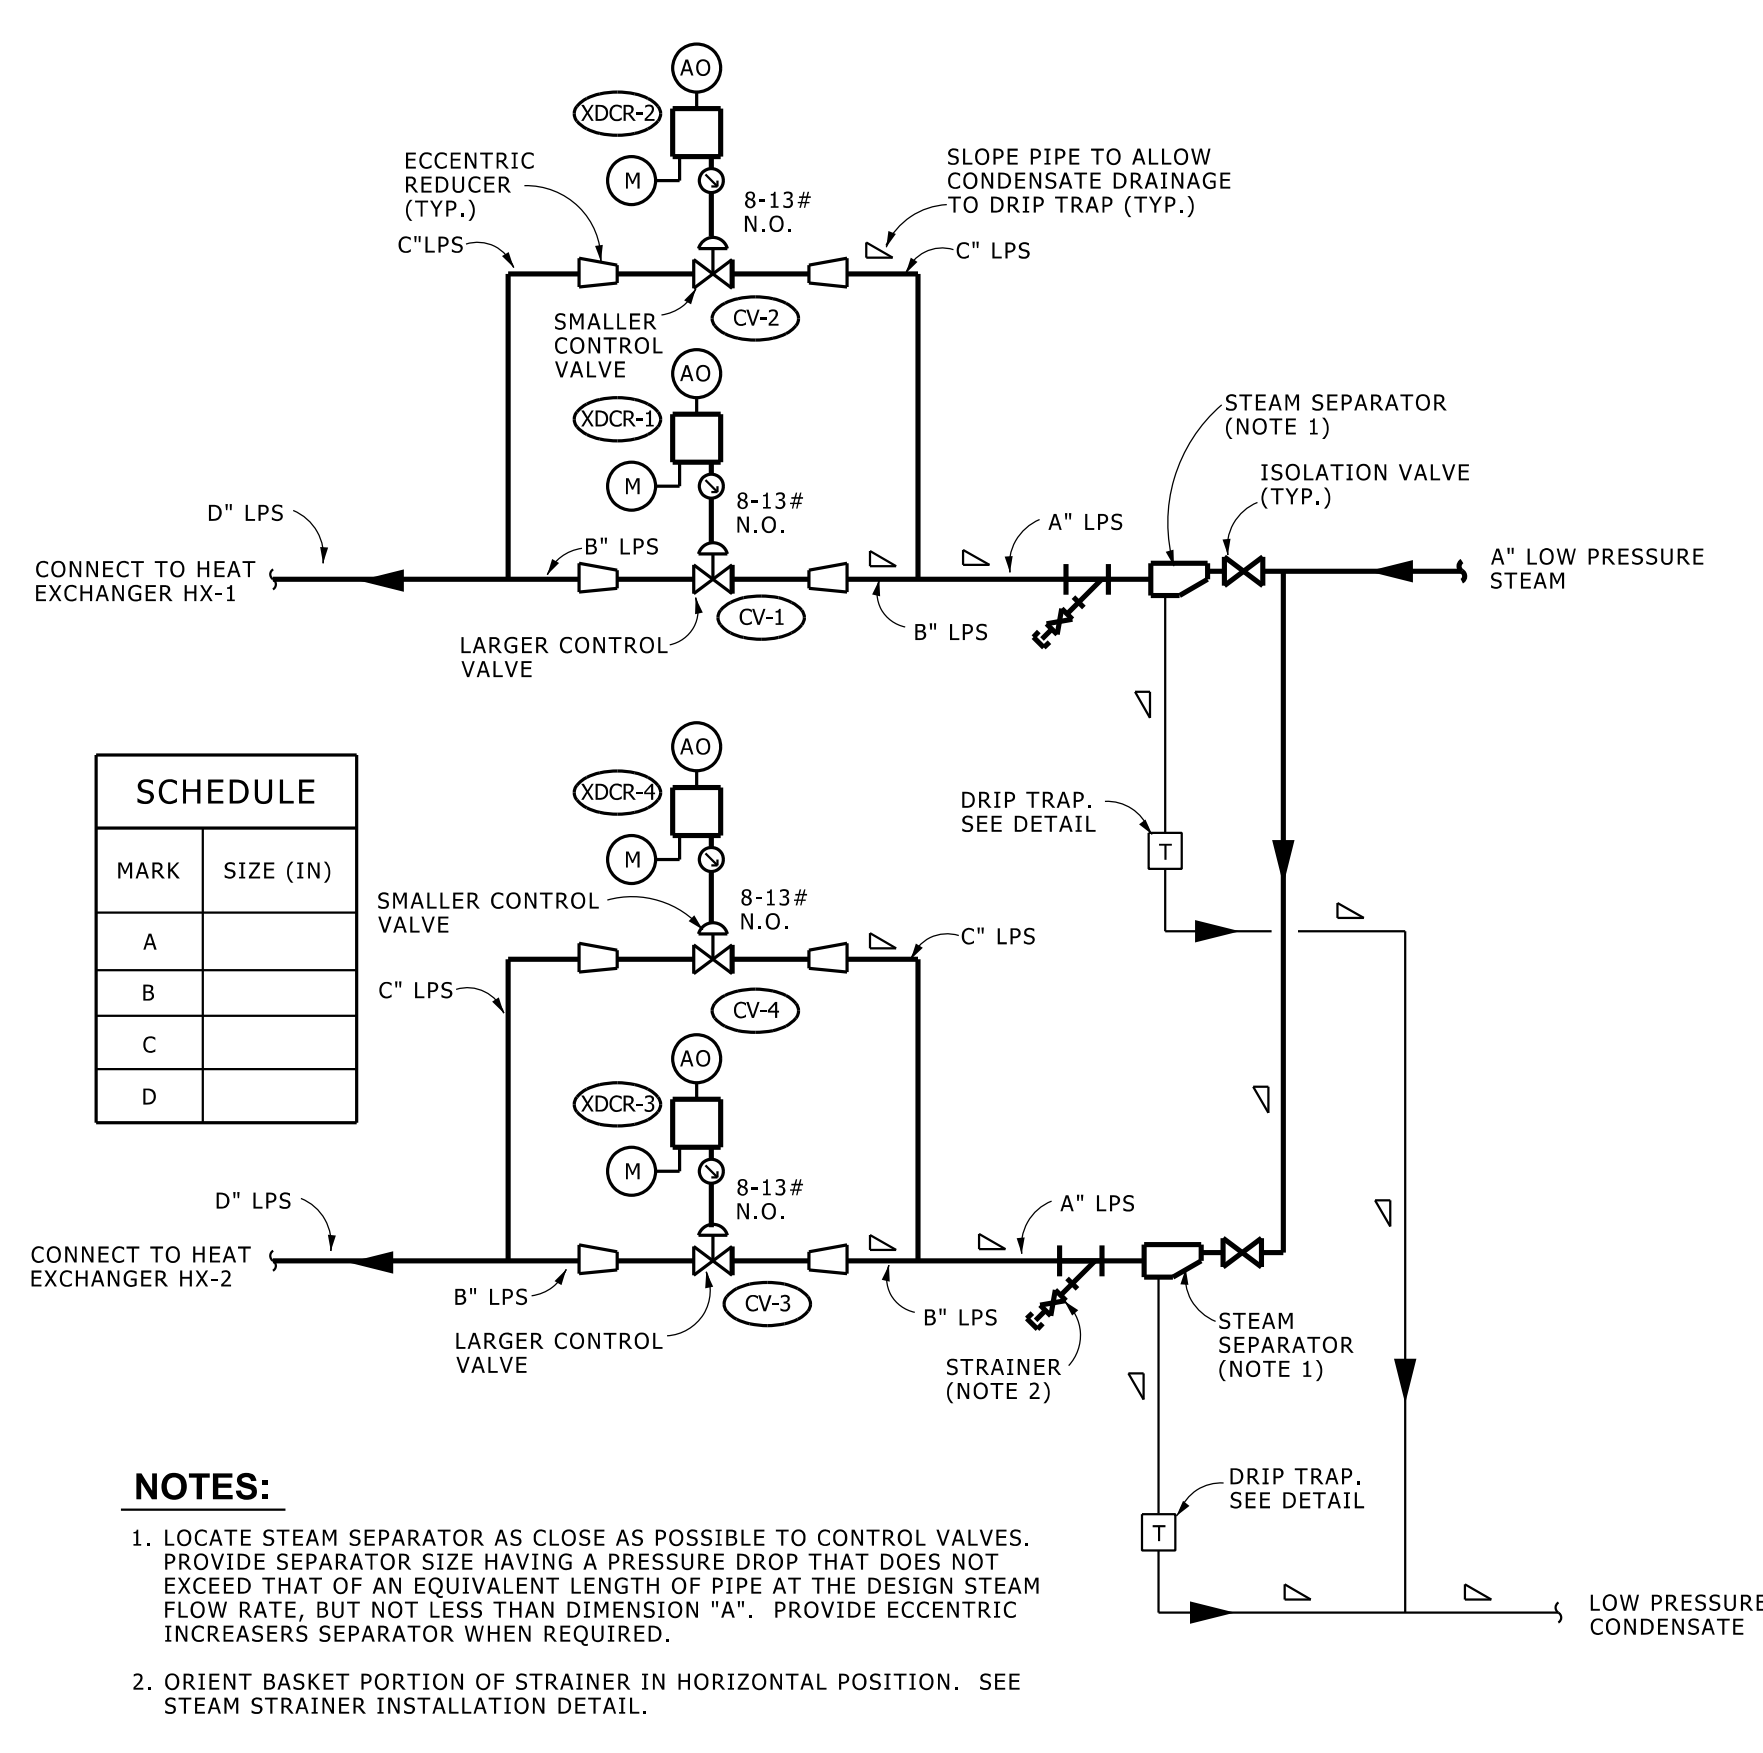 AO
XDCR-2
M
ECCENTRIC
REDUCER
(TYP.)
8-13#
N.O.
SLOPE PIPE TO ALLOW
CONDENSATE DRAINAGE
TO DRIP TRAP (TYP.)
C"LPS
C" LPS
SMALLER
CONTROL
VALVE
CV-2
AO
XDCR-1
M
8-13#
N.O.
STEAM SEPARATOR
(NOTE 1)
ISOLATION VALVE
(TYP.)
D" LPS
B" LPS
A" LPS
CONNECT TO HEAT
EXCHANGER HX-1
A" LOW PRESSURE
STEAM
CV-1
B" LPS
LARGER CONTROL
VALVE
AO
XDCR-4
M
SCHEDULE
MARK SIZE (IN)
A
B
C
D
DRIP TRAP.
SEE DETAIL
T
SMALLER CONTROL
VALVE
8-13#
N.O.
C" LPS
C" LPS
CV-4
AO
XDCR-3
M
8-13#
N.O.
D" LPS
A" LPS
CONNECT TO HEAT
EXCHANGER HX-2
B" LPS
CV-3
B" LPS
LARGER CONTROL
VALVE
STRAINER
(NOTE 2)
STEAM
SEPARATOR
(NOTE 1)
DRIP TRAP.
SEE DETAIL
T
LOW PRESSURE
CONDENSATE
NOTES:
1. LOCATE STEAM SEPARATOR AS CLOSE AS POSSIBLE TO CONTROL VALVES.
PROVIDE SEPARATOR SIZE HAVING A PRESSURE DROP THAT DOES NOT
EXCEED THAT OF AN EQUIVALENT LENGTH OF PIPE AT THE DESIGN STEAM
FLOW RATE, BUT NOT LESS THAN DIMENSION "A". PROVIDE ECCENTRIC
INCREASERS SEPARATOR WHEN REQUIRED.
2. ORIENT BASKET PORTION OF STRAINER IN HORIZONTAL POSITION. SEE
STEAM STRAINER INSTALLATION DETAIL.